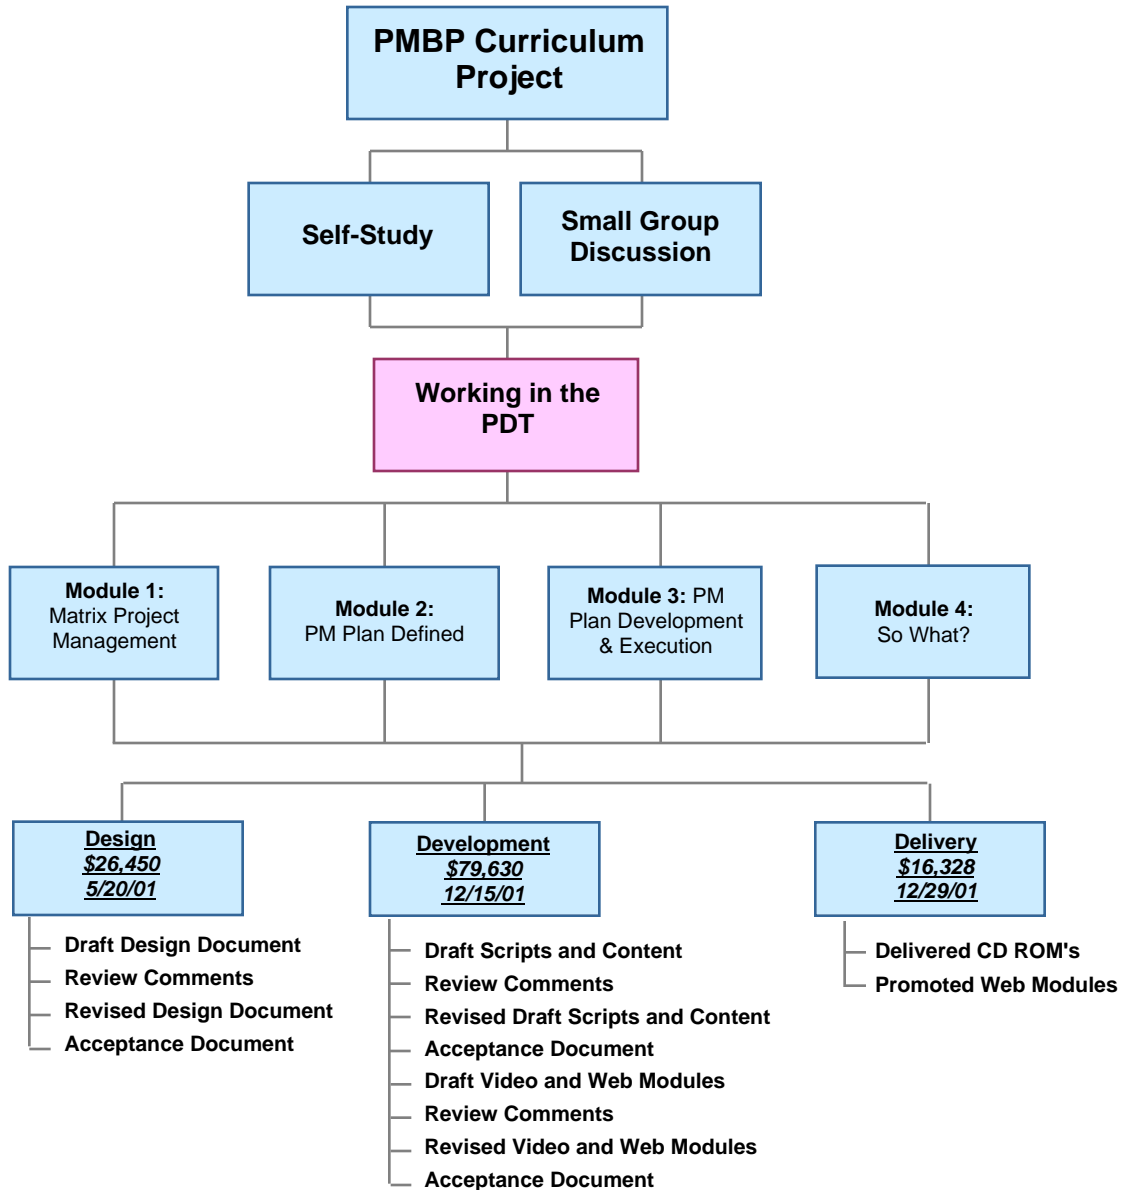 PMBP Curriculum
Project
Self-Study
Small Group
Discussion
Working in the
PDT
Module 1:
Matrix Project
Management
Module 2:
PM Plan Defined
Module 3: PM
Plan Development
& Execution
Module 4:
So What?
Design
$26,450
5/20/01
Draft Design Document
Review Comments
Revised Design Document
Acceptance Document
Development
$79,630
12/15/01
Draft Scripts and Content
Review Comments
Revised Draft Scripts and Content
Acceptance Document
Draft Video and Web Modules
Review Comments
Revised Video and Web Modules
Acceptance Document
Delivery
$16,328
12/29/01
Delivered CD ROM's
Promoted Web Modules